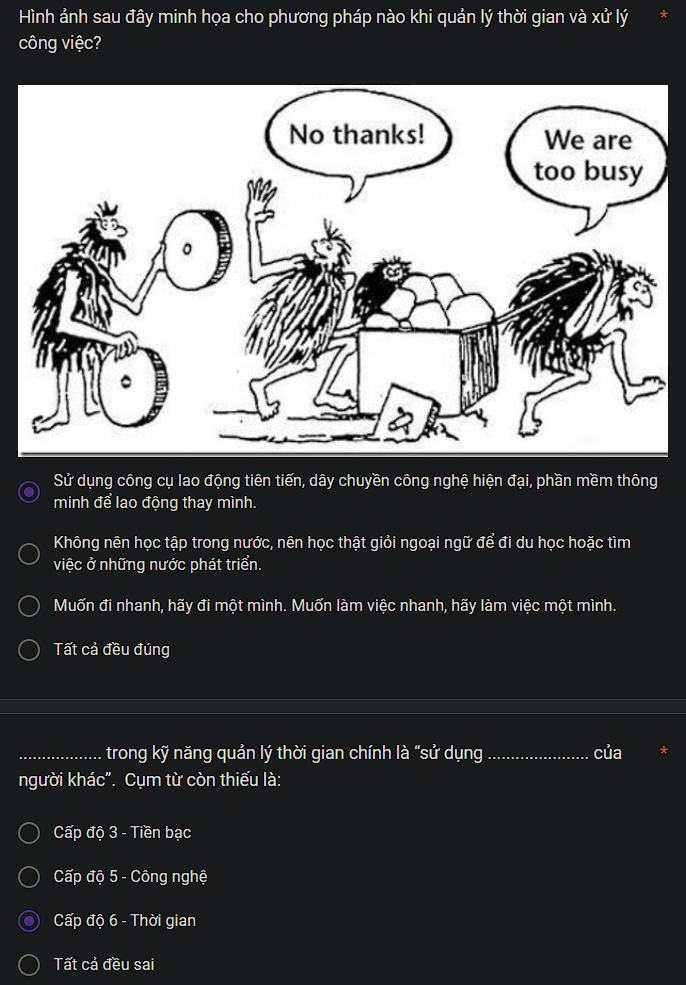 Hình ảnh sau đây minh họa cho phương pháp nào khi quản lý thời gian và xử lý *
công việc?
No thanks!
We are
too busy
Sử dụng công cụ lao động tiên tiến, dây chuyền công nghệ hiện đại, phần mềm thông
minh để lao động thay mình.
Không nên học tập trong nước, nên học thật giỏi ngoại ngữ để đi du học hoặc tìm
việc ở những nước phát triển.
Muốn đi nhanh, hãy đi một mình. Muốn làm việc nhanh, hãy làm việc một mình.
Tất cả đều đúng
.................. trong kỹ năng quản lý thời gian chính là “sử dụng ...................... của *
người khác”. Cụm từ còn thiếu là:
Cấp độ 3 - Tiền bạc
Cấp độ 5 - Công nghệ
Cấp độ 6 - Thời gian
Tất cả đều sai